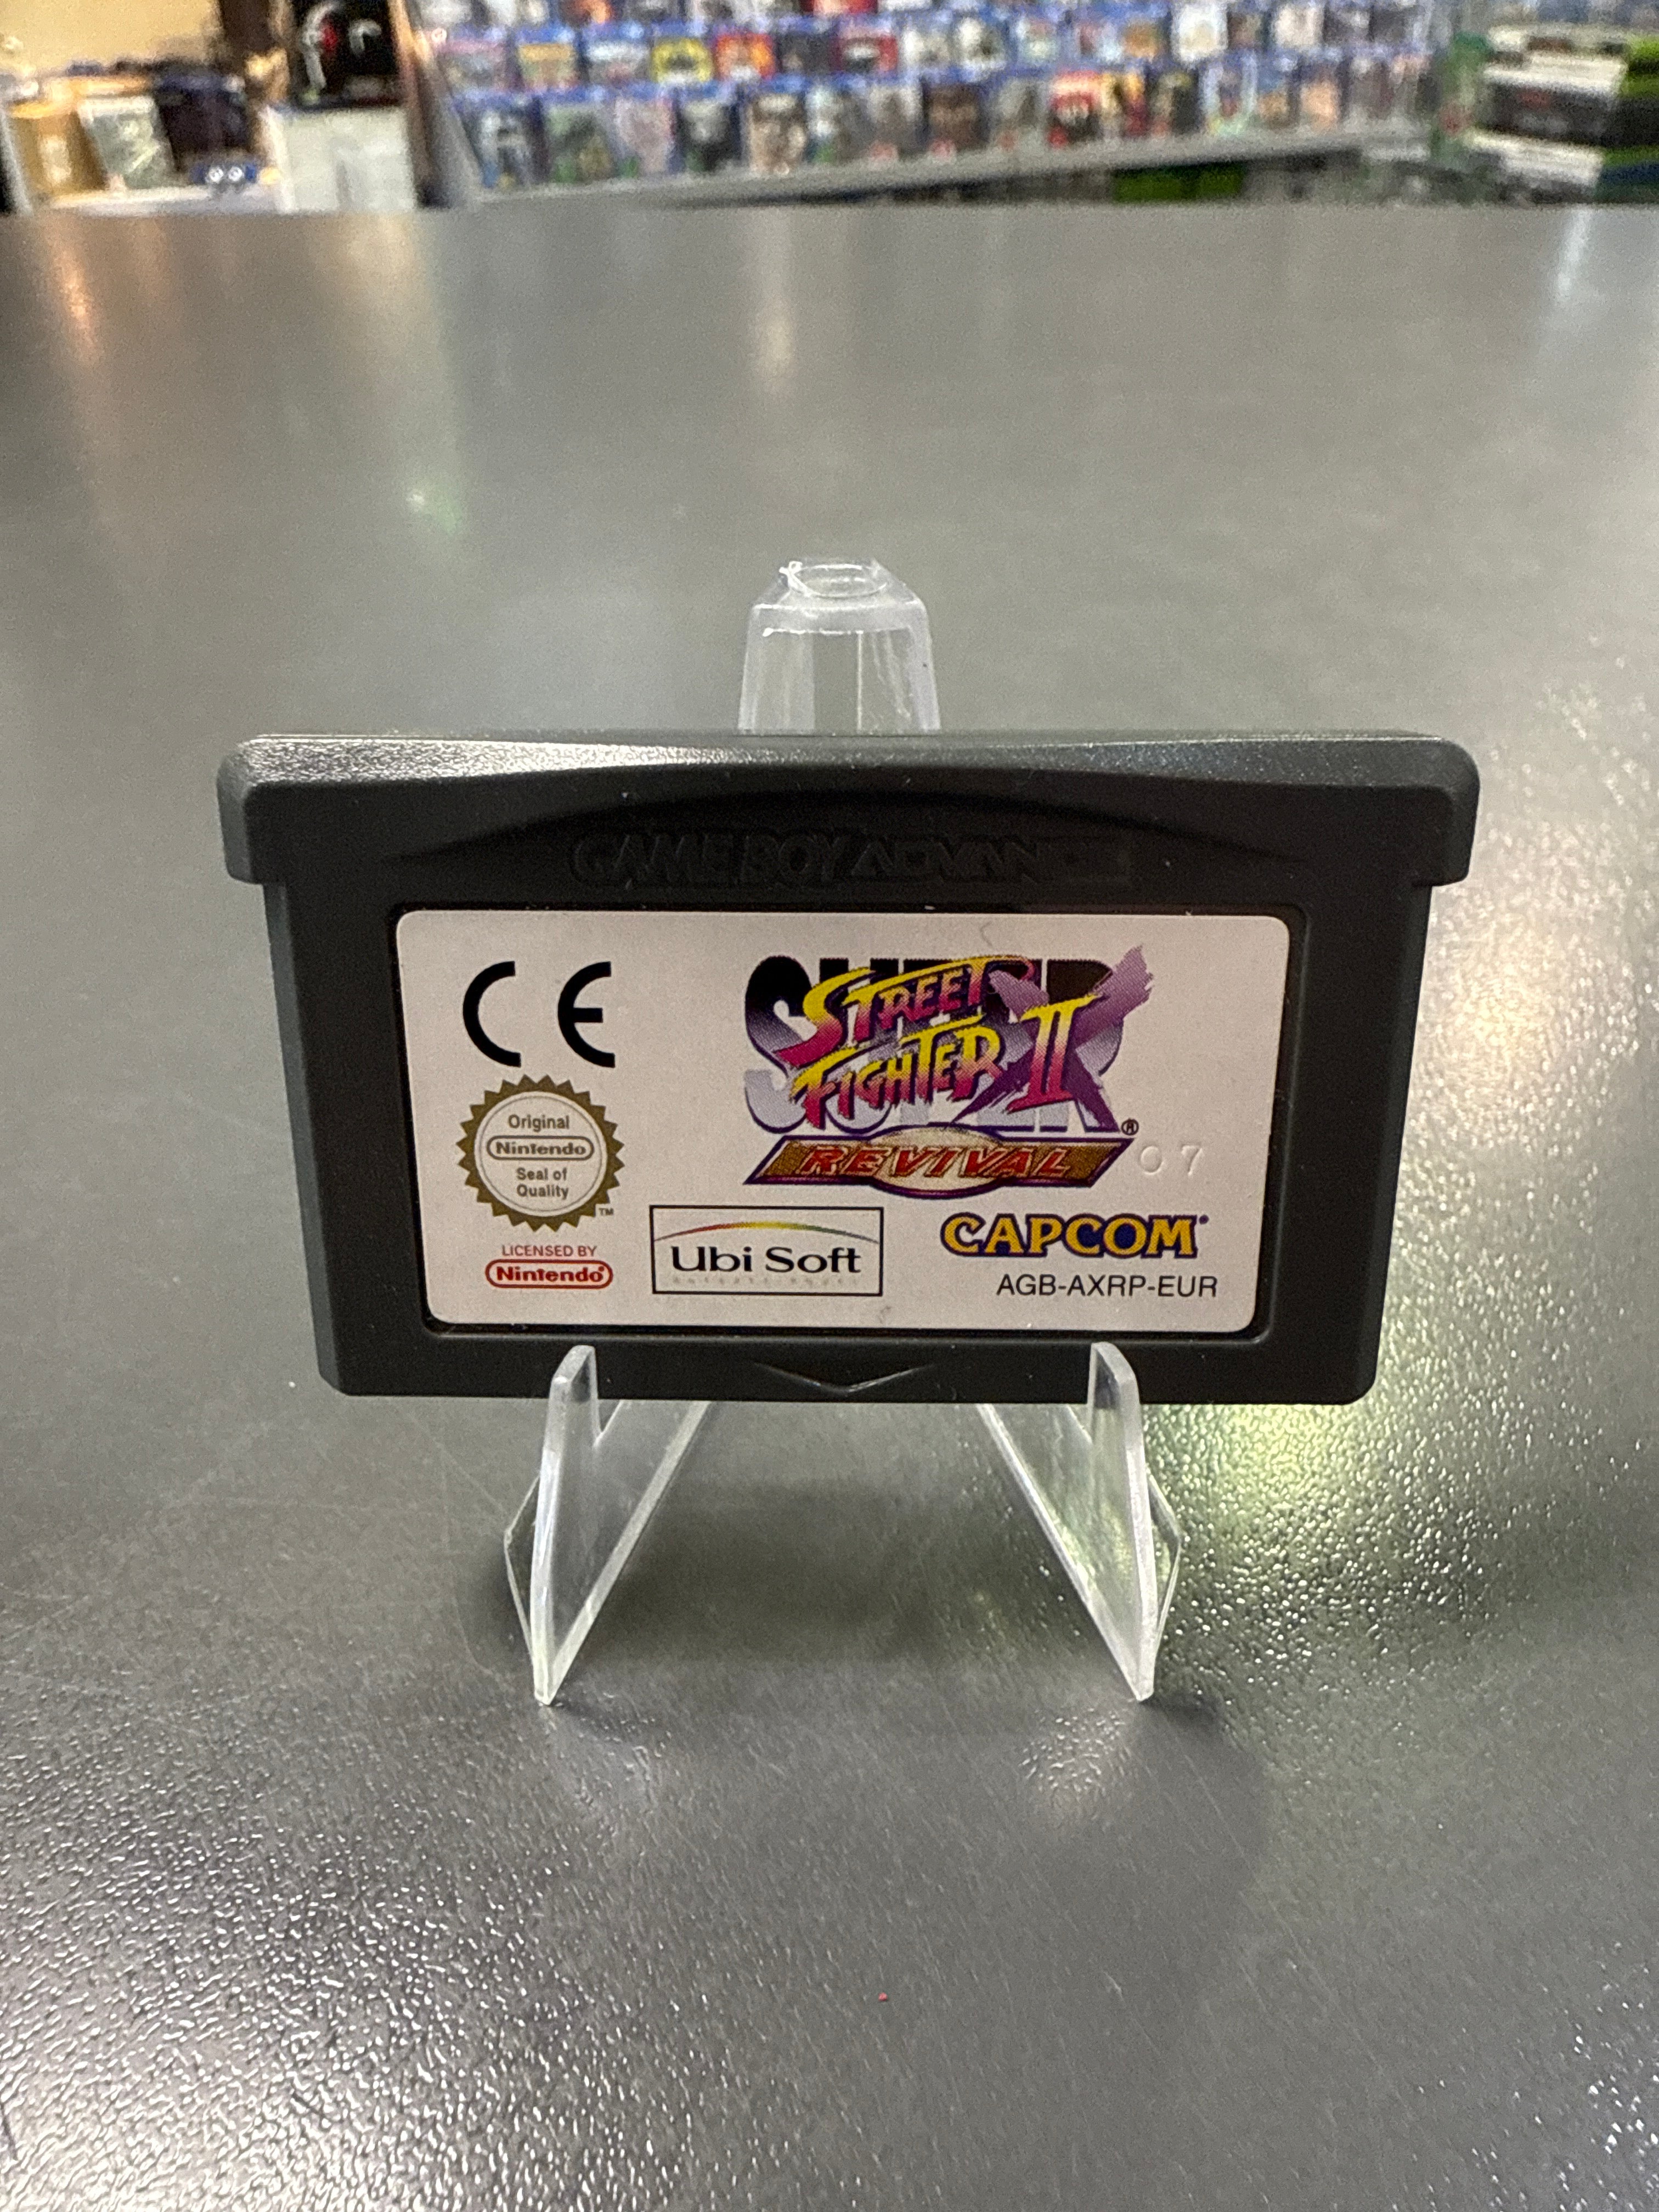 GAME BOY ADVANCE
CE
SUPER
STREET
FIGHTER II X
®
REVIVAL
07
Original
Nintendo
Seal of
Quality
™
LICENSED BY
Nintendo®
Ubi Soft
CAPCOM®
AGB-AXRP-EUR